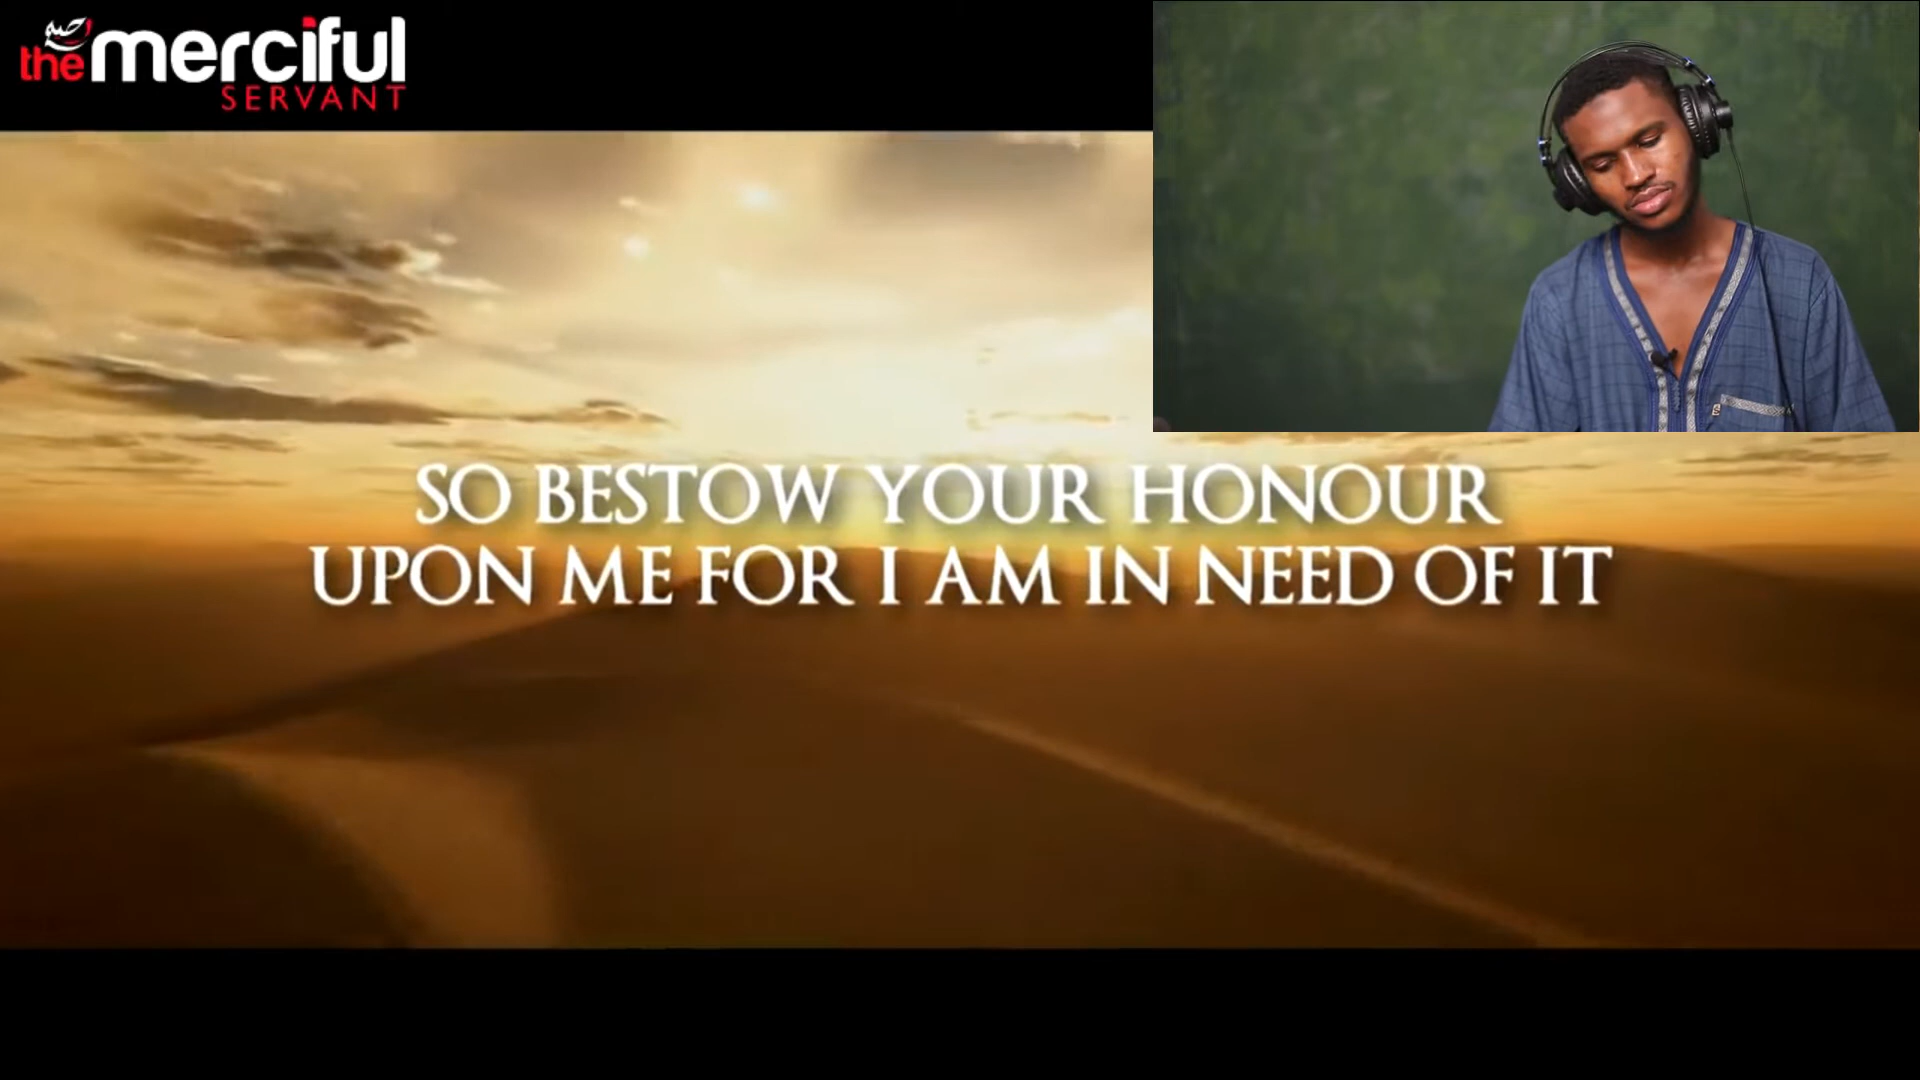 the merciful
SERVANT
SO BESTOW YOUR HONOUR
UPON ME FOR I AM IN NEED OF IT